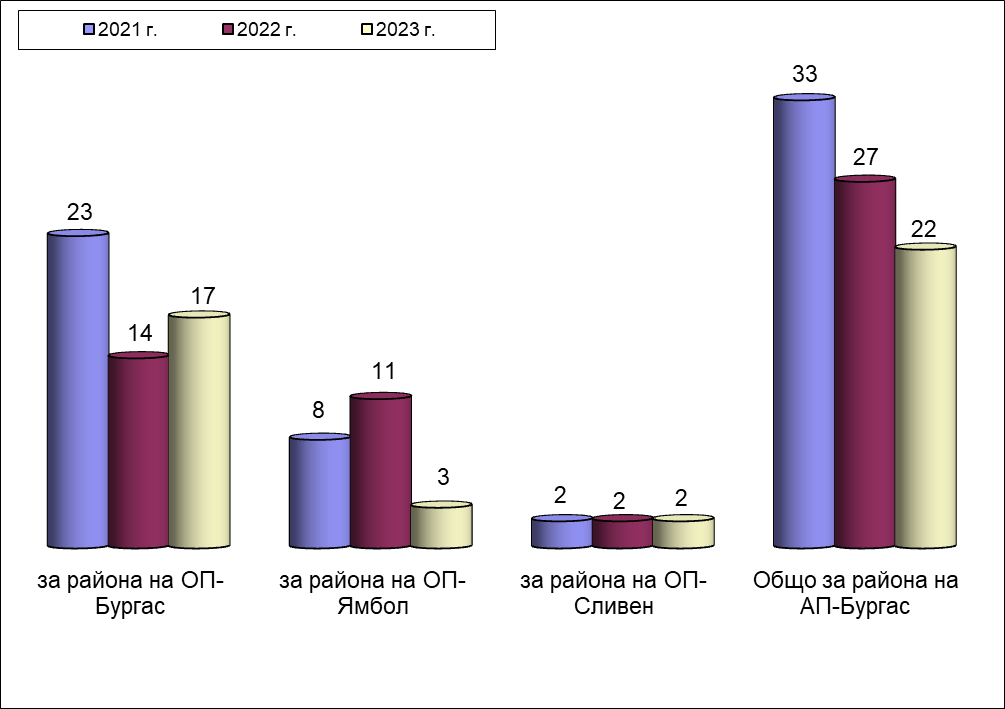 2021 г. 2022 г. 2023 г.
33
27
23
22
17
14
11
8
3
2 2 2
за района на ОП-
Бургас
за района на ОП-
Ямбол
за района на ОП-
Сливен
Общо за района на
АП-Бургас